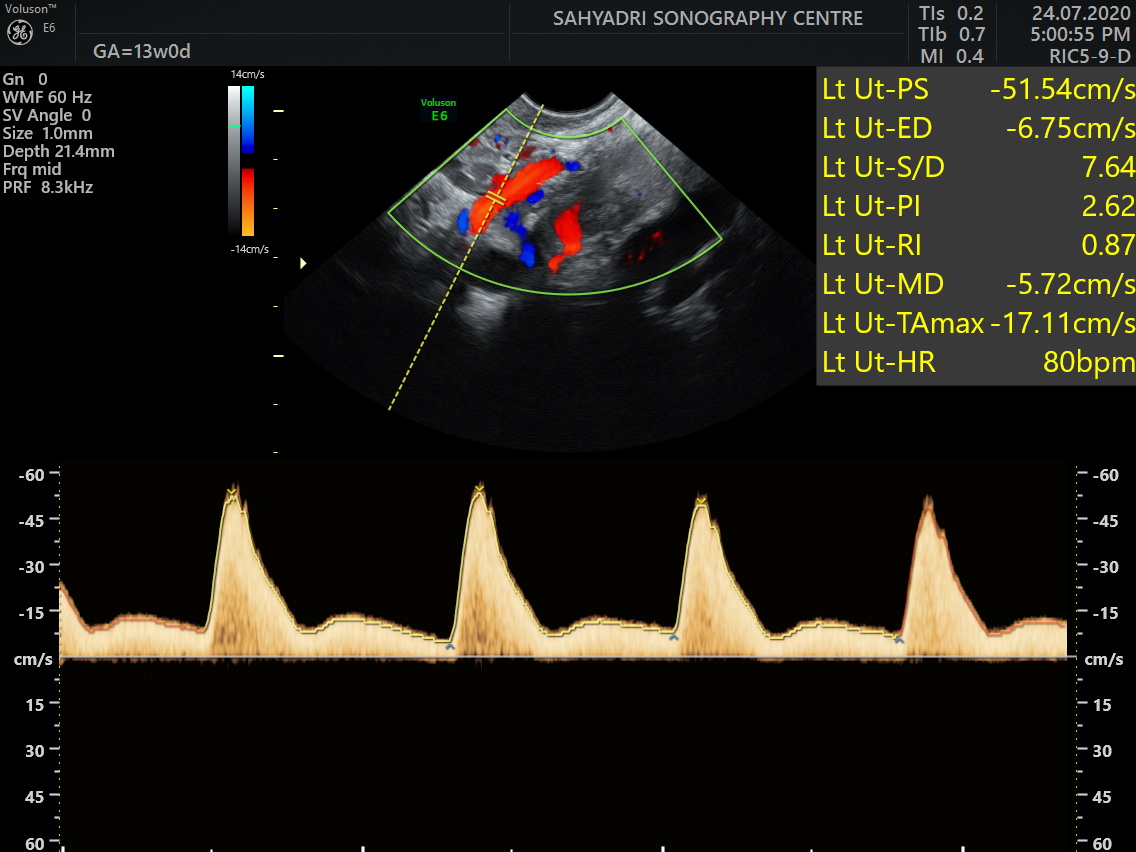 Voluson™
E6
GA=13w0d
SAHYADRI SONOGRAPHY CENTRE
TIs 0.2
TIb 0.7
MI 0.4
24.07.2020
5:00:55 PM
RIC5-9-D
Gn 0
WMF 60 Hz
SV Angle 0
Size 1.0mm
Depth 21.4mm
Frq mid
PRF 8.3kHz
14cm/s
-14cm/s
Voluson
E6
Lt Ut-PS -51.54cm/s
Lt Ut-ED -6.75cm/s
Lt Ut-S/D 7.64
Lt Ut-PI 2.62
Lt Ut-RI 0.87
Lt Ut-MD -5.72cm/s
Lt Ut-TAmax -17.11cm/s
Lt Ut-HR 80bpm
-60
-45
-30
-15
cm/s
15
30
45
60
-60
-45
-30
-15
cm/s
15
30
45
60